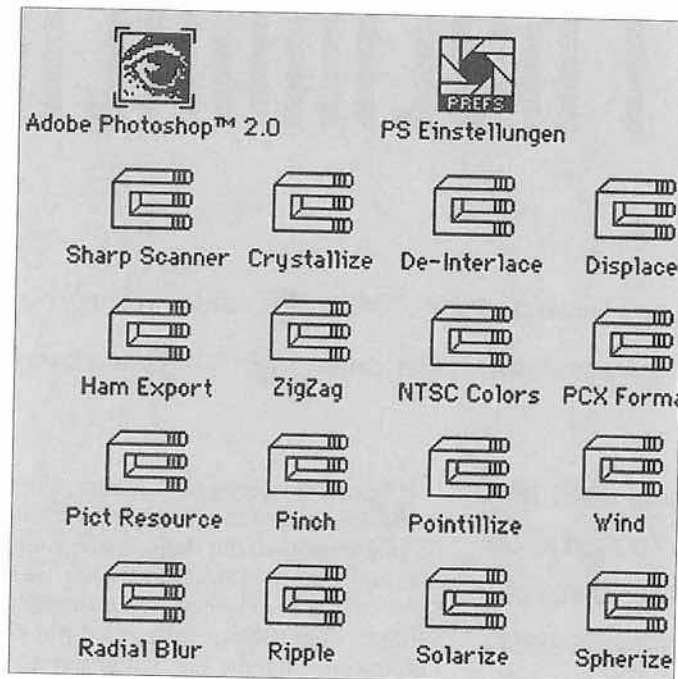 Adobe Photoshop™ 2.0
PREFS
PS Einstellungen
Sharp Scanner Crystallize De-Interlace Displace
Ham Export ZigZag NTSC Colors PCX Forma
Pict Resource Pinch Pointillize Wind
Radial Blur Ripple Solarize Spherize